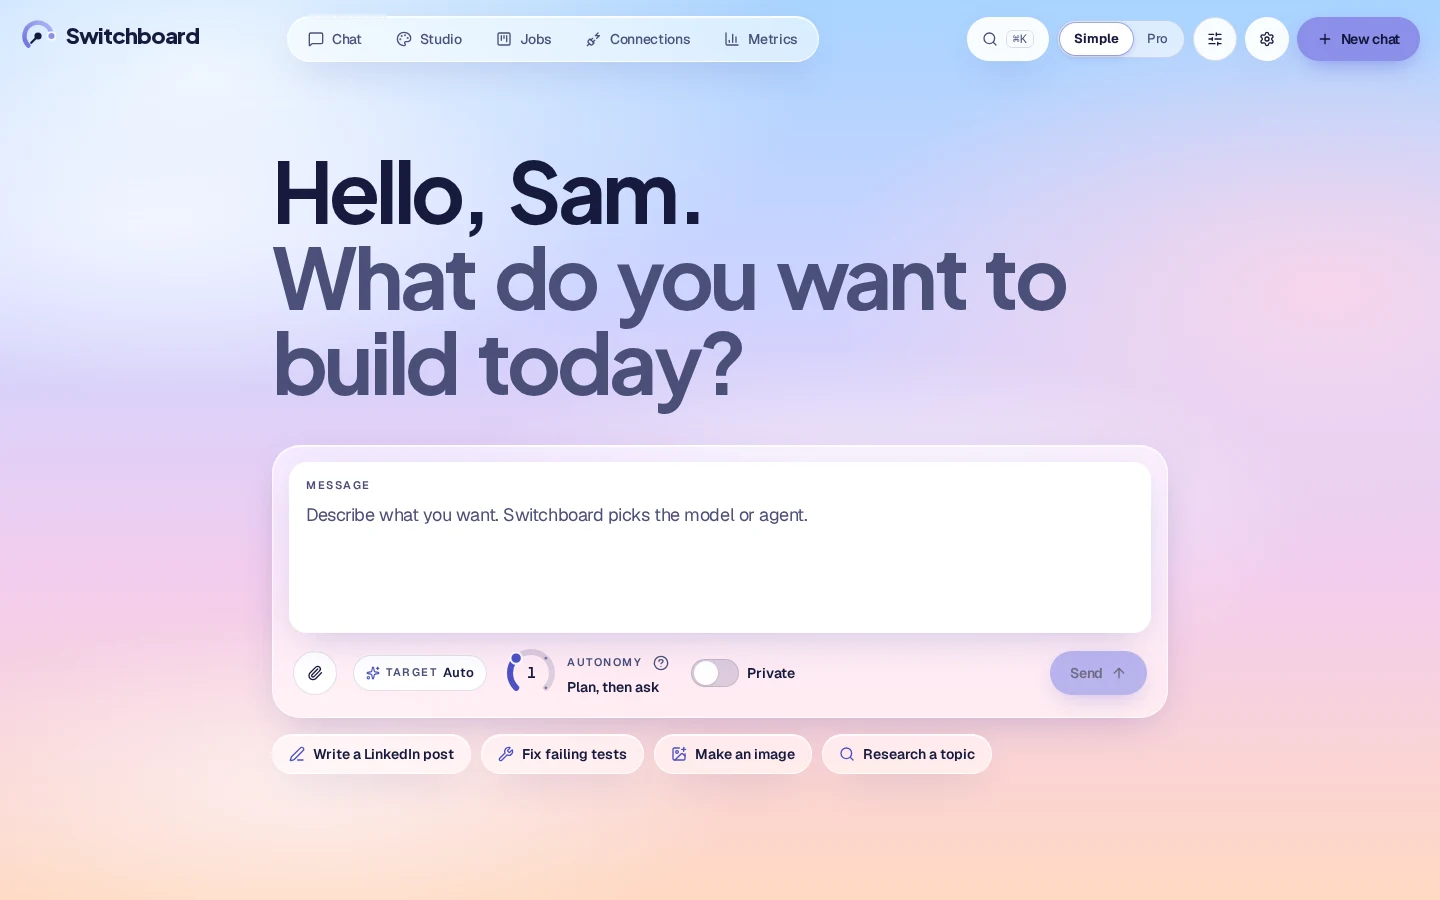 Switchboard
Chat
Studio
Jobs
Connections
Metrics
⌘K
Simple
Pro
New chat
Hello, Sam.
What do you want to
build today?
MESSAGE
Describe what you want. Switchboard picks the model or agent.
TARGET Auto
1
AUTONOMY
Plan, then ask
Private
Send
Write a LinkedIn post
Fix failing tests
Make an image
Research a topic